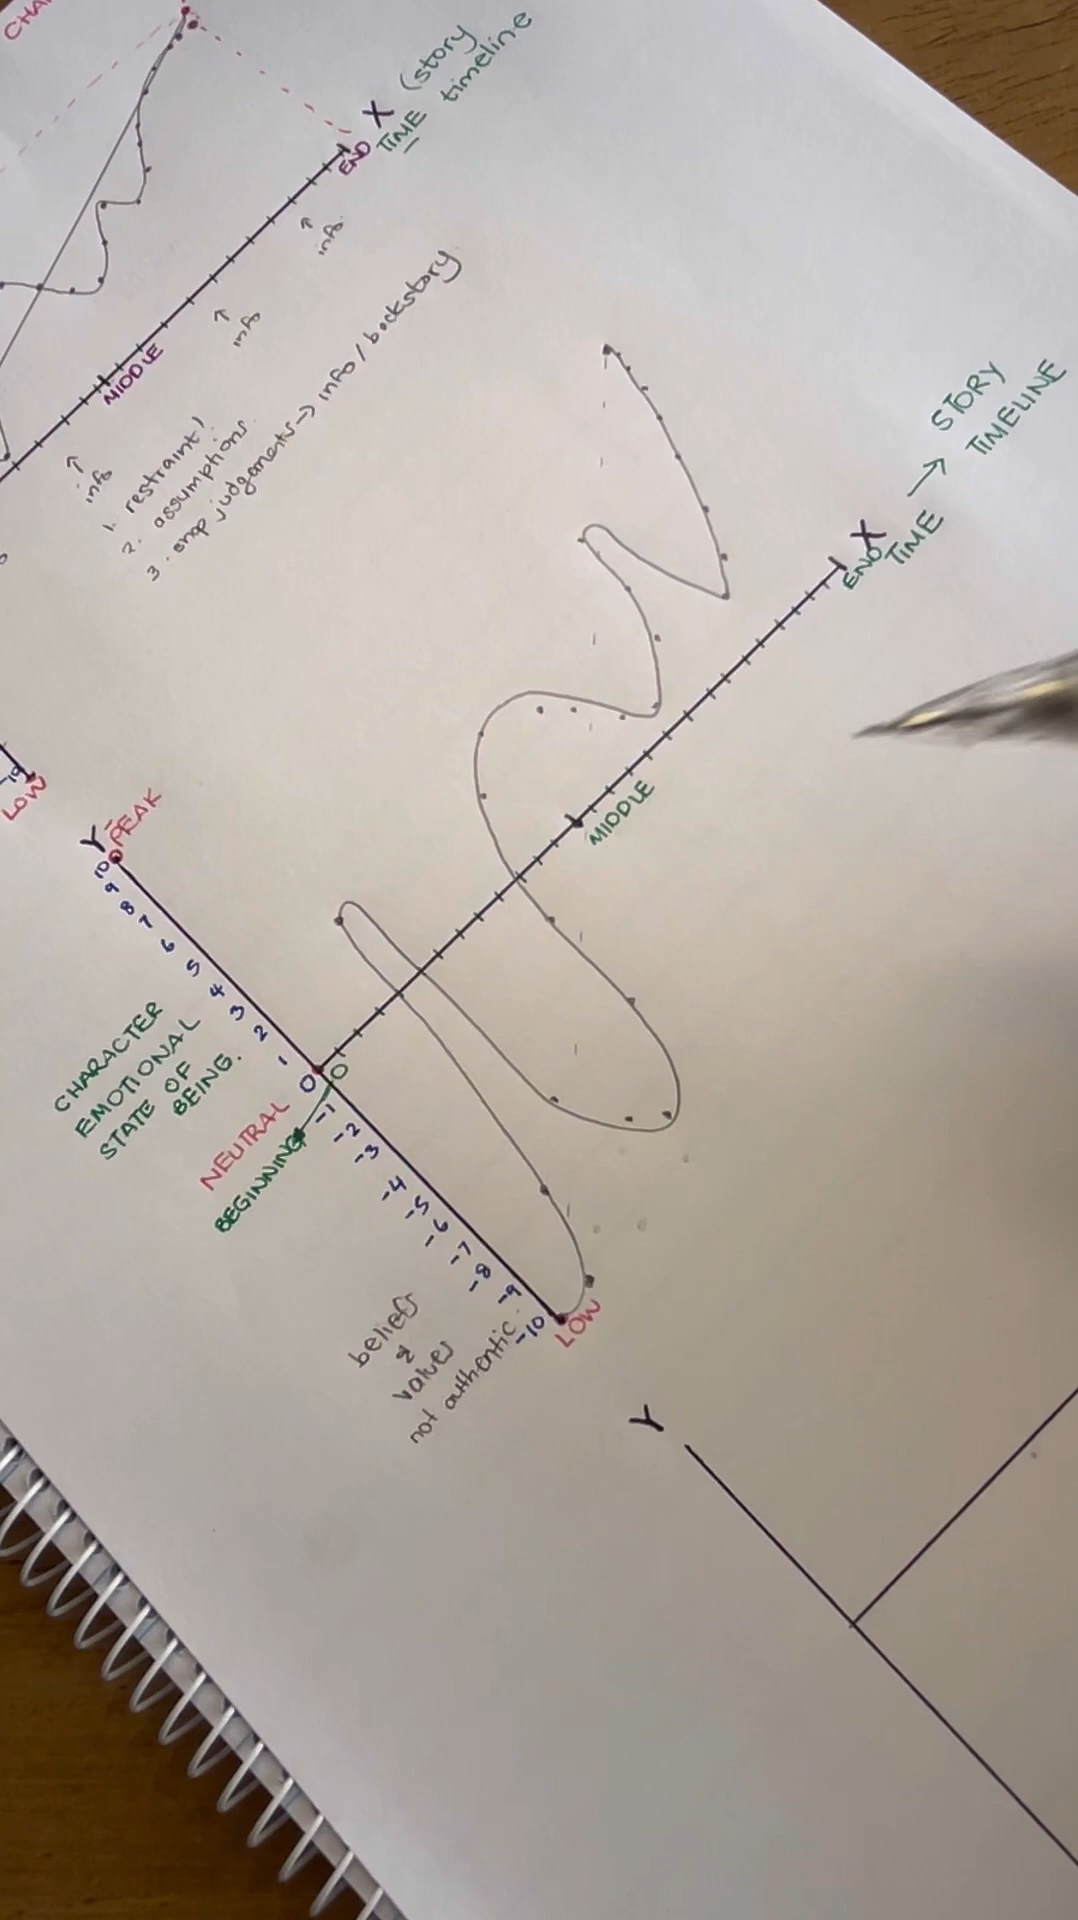 CHA
X
TIME (story
timeline
END
info
info
info
MIDDLE
1. restraint!
2. assumptions.
3. snap judgements → info / backstory
-10
LOW
Y
PEAK
10
9
8
7
6
5
4
3
2
1
0
0
-1
-2
-3
-4
-5
-6
-7
-8
-9
-10
LOW
CHARACTER
EMOTIONAL
STATE OF
BEING.
NEUTRAL
BEGINNING
MIDDLE
END
X
TIME → STORY
TIMELINE
beliefs
&
values
not authentic.
Y